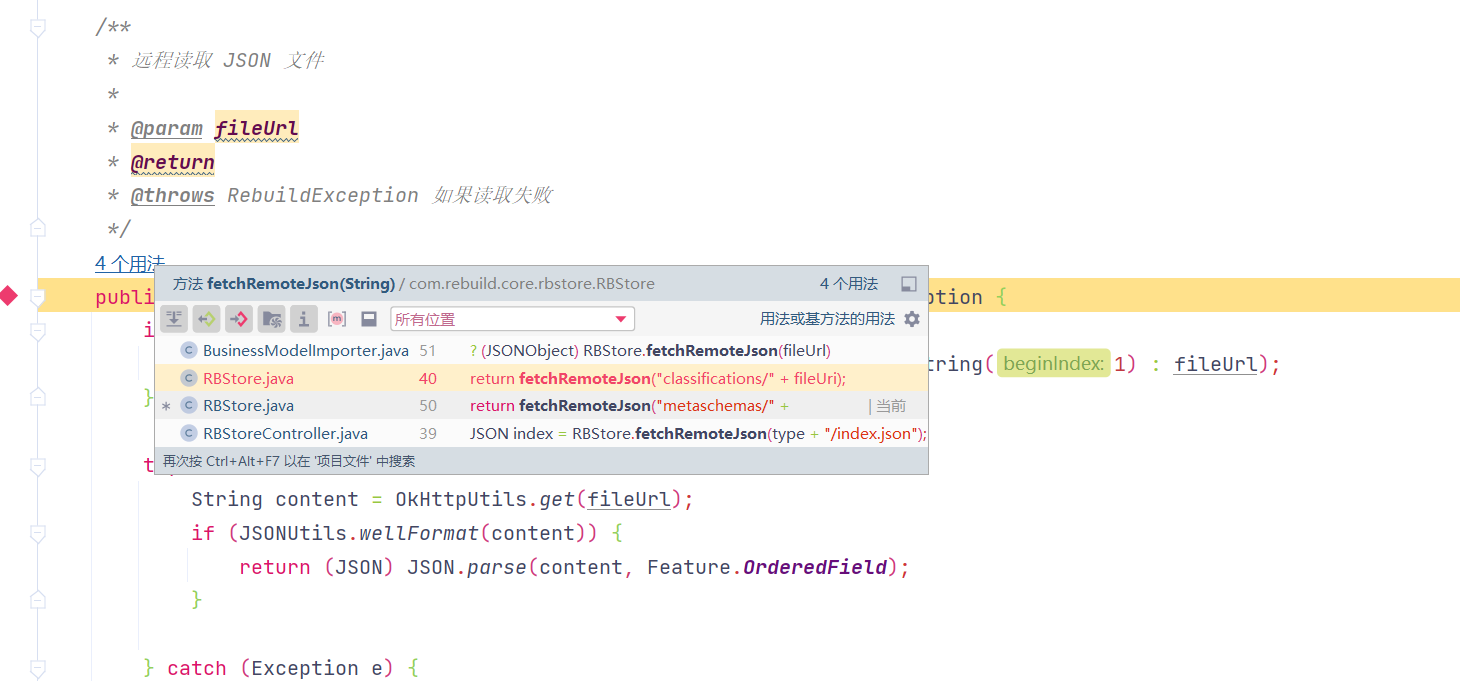 /**
* 远程读取 JSON 文件
*
* @param fileUrl
* @return
* @throws RebuildException 如果读取失败
*/
4 个用法
方法 fetchRemoteJson(String) / com.rebuild.core.rbstore.RBStore 4 个用法
publi ption {
所有位置 用法或基方法的用法
i
BusinessModelImporter.java 51 ? (JSONObject) RBStore.fetchRemoteJson(fileUrl)
tring( beginIndex: 1) : fileUrl);
RBStore.java 40 return fetchRemoteJson("classifications/" + fileUri);
}
* RBStore.java 50 return fetchRemoteJson("metaschemas/" + | 当前
RBStoreController.java 39 JSON index = RBStore.fetchRemoteJson(type + "/index.json");
再次按 Ctrl+Alt+F7 以在 '项目文件' 中搜索
String content = OkHttpUtils.get(fileUrl);
if (JSONUtils.wellFormat(content)) {
return (JSON) JSON.parse(content, Feature.OrderedField);
}
} catch (Exception e) {